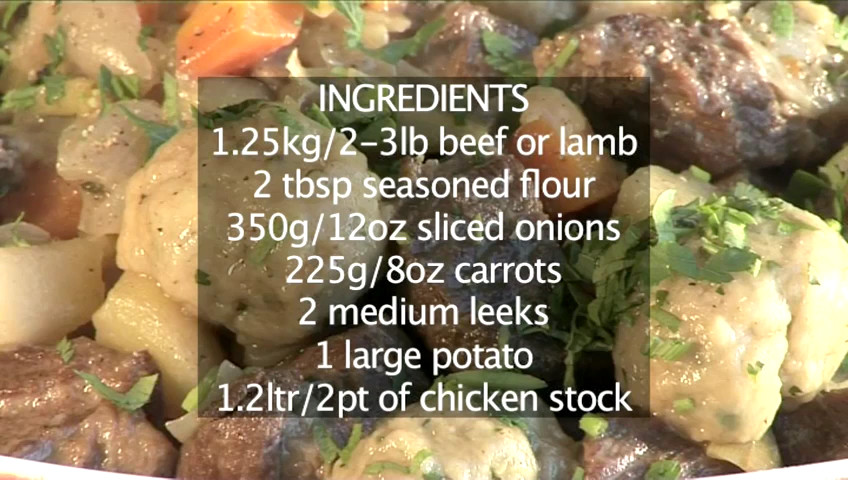 INGREDIENTS
1.25kg/2-3lb beef or lamb
2 tbsp seasoned flour
350g/12oz sliced onions
225g/8oz carrots
2 medium leeks
1 large potato
1.2ltr/2pt of chicken stock